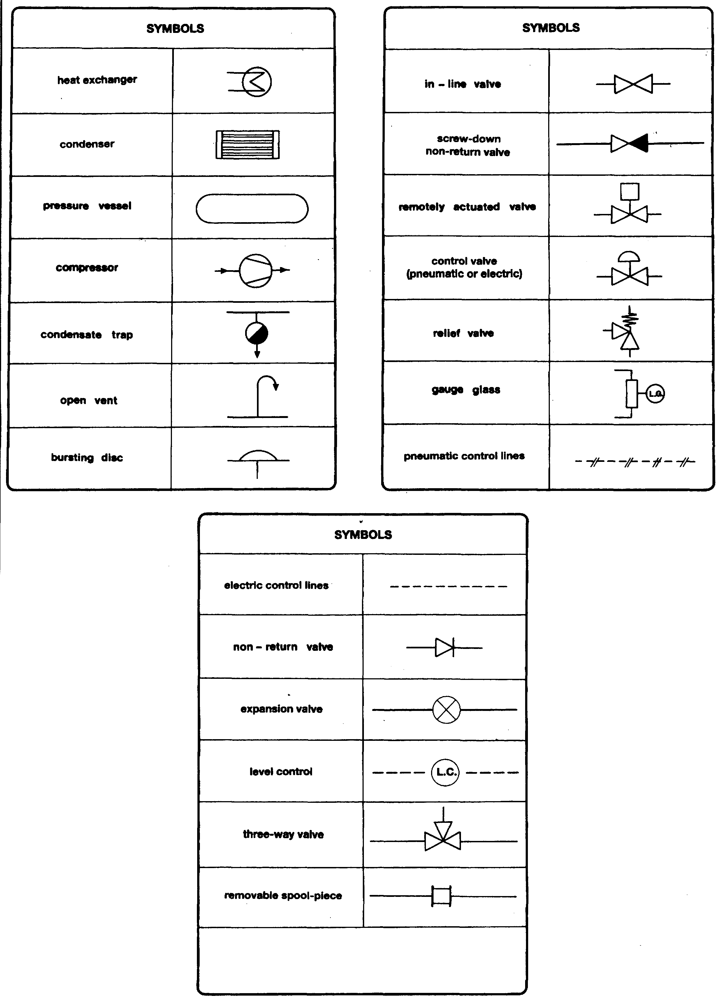 SYMBOLS
heat exchanger
condenser
pressure vessel
compressor
condensate trap
open vent
bursting disc
SYMBOLS
in – line valve
screw-down
non-return valve
remotely actuated valve
control valve
(pneumatic or electric)
relief valve
gauge glass
L.G.
pneumatic control lines
SYMBOLS
electric control lines
non – return valve
expansion valve
level control
L.C.
three-way valve
removable spool-piece